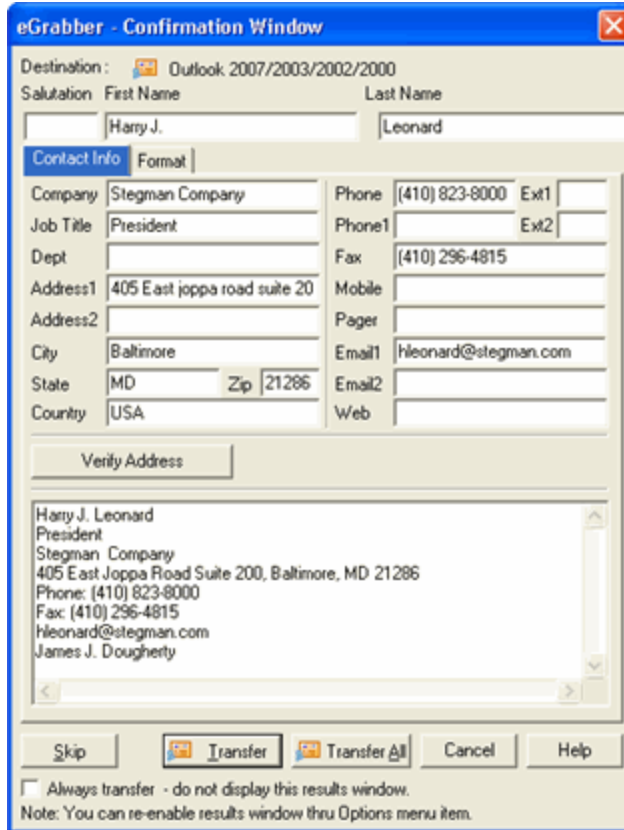 eGrabber - Confirmation Window
Destination : Outlook 2007/2003/2002/2000
Salutation First Name Last Name
Harry J. Leonard
Contact Info Format
Company Stegman Company Phone (410) 823-8000 Ext1
Job Title President Phone1 Ext2
Dept Fax (410) 296-4815
Address1 405 East joppa road suite 20 Mobile
Address2 Pager
City Baltimore Email1 hleonard@stegman.com
State MD Zip 21286 Email2
Country USA Web
Verify Address
Harry J. Leonard
President
Stegman Company
405 East Joppa Road Suite 200, Baltimore, MD 21286
Phone: (410) 823-8000
Fax: (410) 296-4815
hleonard@stegman.com
James J. Dougherty
Skip Transfer Transfer All Cancel Help
Always transfer - do not display this results window.
Note: You can re-enable results window thru Options menu item.